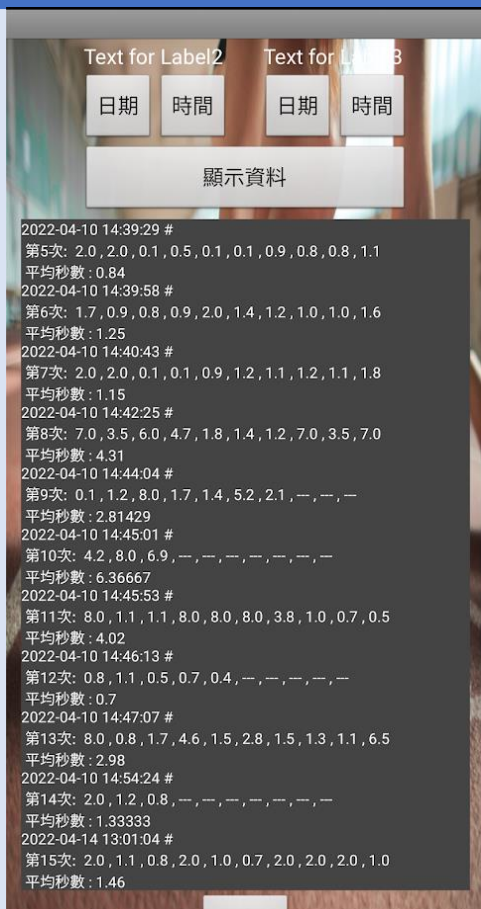 Text for Label2 Text for La 3
日期 時間 日期 時間
顯示資料
2022-04-10 14:39:29 #
第5次: 2.0 , 2.0 , 0.1 , 0.5 , 0.1 , 0.1 , 0.9 , 0.8 , 0.8 , 1.1
平均秒數 : 0.84
2022-04-10 14:39:58 #
第6次: 1.7 , 0.9 , 0.8 , 0.9 , 2.0 , 1.4 , 1.2 , 1.0 , 1.0 , 1.6
平均秒數 : 1.25
2022-04-10 14:40:43 #
第7次: 2.0 , 2.0 , 0.1 , 0.1 , 0.9 , 1.2 , 1.1 , 1.2 , 1.1 , 1.8
平均秒數 : 1.15
2022-04-10 14:42:25 #
第8次: 7.0 , 3.5 , 6.0 , 4.7 , 1.8 , 1.4 , 1.2 , 7.0 , 3.5 , 7.0
平均秒數 : 4.31
2022-04-10 14:44:04 #
第9次: 0.1 , 1.2 , 8.0 , 1.7 , 1.4 , 5.2 , 2.1 , --- , --- , ---
平均秒數 : 2.81429
2022-04-10 14:45:01 #
第10次: 4.2 , 8.0 , 6.9 , --- , --- , --- , --- , --- , --- , ---
平均秒數 : 6.36667
2022-04-10 14:45:53 #
第11次: 8.0 , 1.1 , 1.1 , 8.0 , 8.0 , 8.0 , 3.8 , 1.0 , 0.7 , 0.5
平均秒數 : 4.02
2022-04-10 14:46:13 #
第12次: 0.8 , 1.1 , 0.5 , 0.7 , 0.4 , --- , --- , --- , --- , ---
平均秒數 : 0.7
2022-04-10 14:47:07 #
第13次: 8.0 , 0.8 , 1.7 , 4.6 , 1.5 , 2.8 , 1.5 , 1.3 , 1.1 , 6.5
平均秒數 : 2.98
2022-04-10 14:54:24 #
第14次: 2.0 , 1.2 , 0.8 , --- , --- , --- , --- , --- , --- , ---
平均秒數 : 1.33333
2022-04-14 13:01:04 #
第15次: 2.0 , 1.1 , 0.8 , 2.0 , 1.0 , 0.7 , 2.0 , 2.0 , 2.0 , 1.0
平均秒數 : 1.46